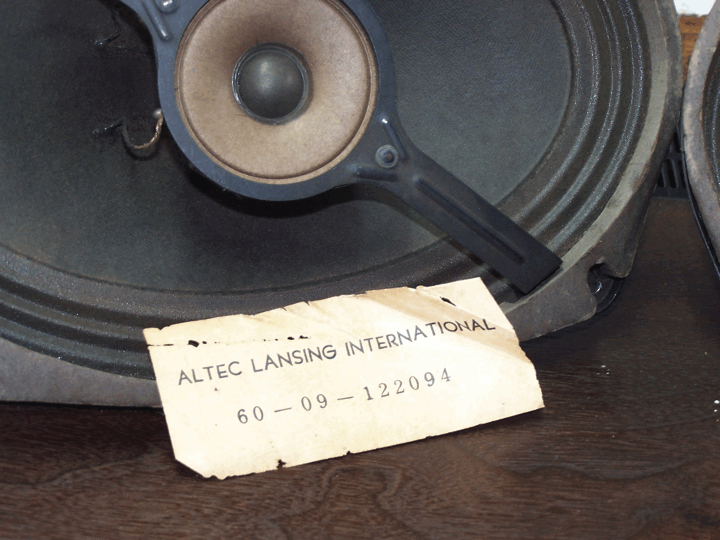 ALTEC LANSING INTERNATIONAL
60 — 09 — 122094